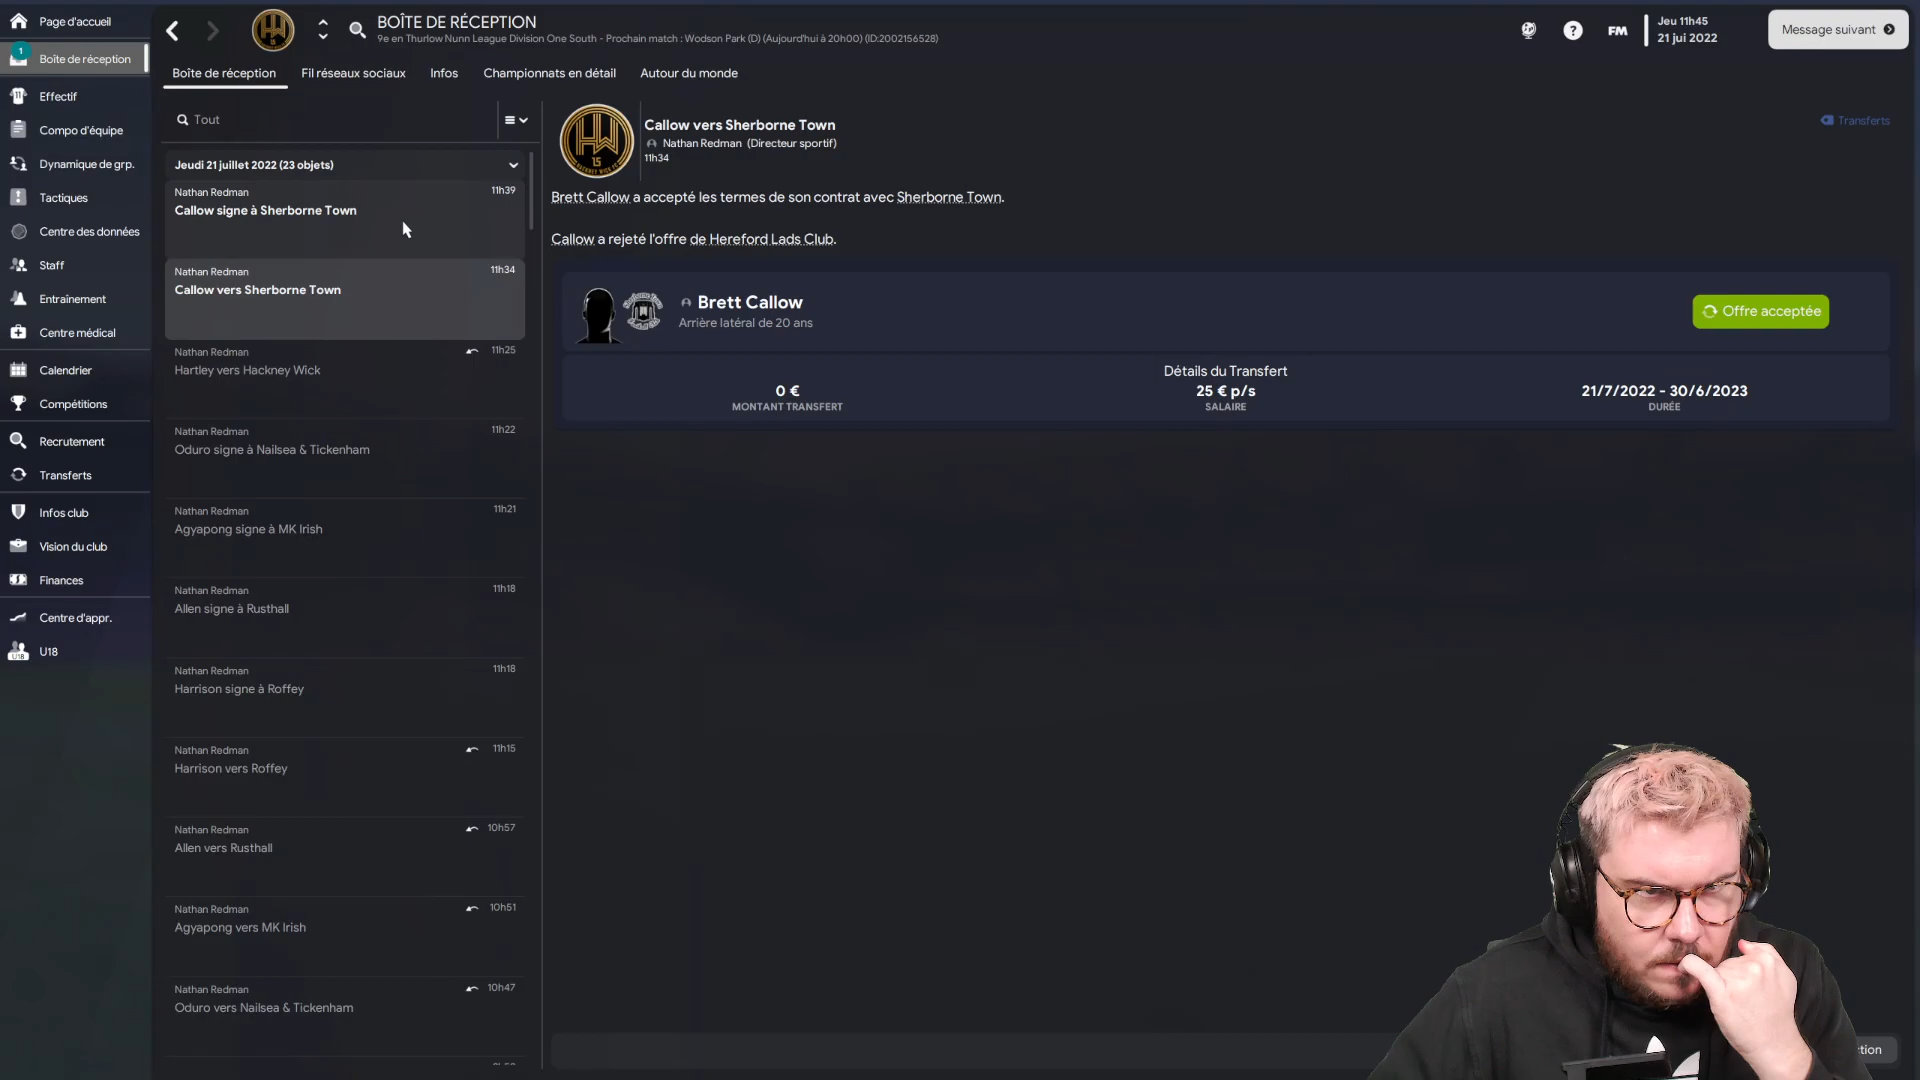 Page d'accueil
1
Boîte de réception
Effectif
Compo d'équipe
Dynamique de grp.
Tactiques
Centre des données
Staff
Entraînement
Centre médical
Calendrier
Compétitions
Recrutement
Transferts
Infos club
Vision du club
Finances
Centre d'appr.
U18
U18
BOÎTE DE RÉCEPTION
9e en Thurlow Nunn League Division One South - Prochain match : Wodson Park (D) (Aujourd'hui à 20h00) (ID:2002156528)
?
FM
Jeu 11h45
21 jui 2022
Message suivant
Boîte de réception
Fil réseaux sociaux
Infos
Championnats en détail
Autour du monde
Tout
Jeudi 21 juillet 2022 (23 objets)
Nathan Redman 11h39
Callow signe à Sherborne Town
Nathan Redman 11h34
Callow vers Sherborne Town
Nathan Redman 11h25
Hartley vers Hackney Wick
Nathan Redman 11h22
Oduro signe à Nailsea & Tickenham
Nathan Redman 11h21
Agyapong signe à MK Irish
Nathan Redman 11h18
Allen signe à Rusthall
Nathan Redman 11h18
Harrison signe à Roffey
Nathan Redman 11h15
Harrison vers Roffey
Nathan Redman 10h57
Allen vers Rusthall
Nathan Redman 10h51
Agyapong vers MK Irish
Nathan Redman 10h47
Oduro vers Nailsea & Tickenham
HW
15
Callow vers Sherborne Town
Nathan Redman (Directeur sportif)
11h34
Transferts
Brett Callow a accepté les termes de son contrat avec Sherborne Town.
Callow a rejeté l'offre de Hereford Lads Club.
Brett Callow
Arrière latéral de 20 ans
Offre acceptée
Détails du Transfert
0 €
MONTANT TRANSFERT
25 € p/s
SALAIRE
21/7/2022 - 30/6/2023
DURÉE